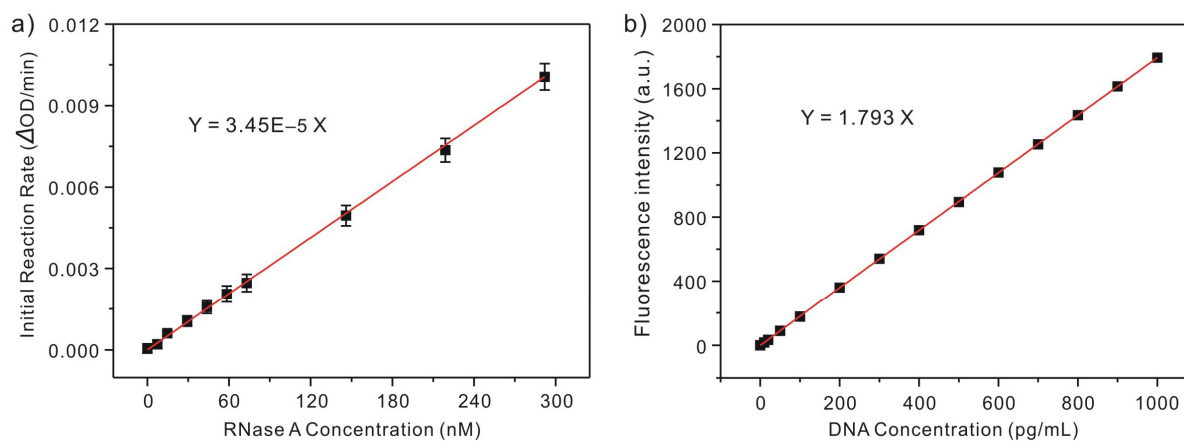 a)
Initial Reaction Rate (ΔOD/min)
0.012
0.009
0.006
0.003
0.000
Y = 3.45E–5 X
0 60 120 180 240 300
RNase A Concentration (nM)
b)
Fluorescence intensity (a.u.)
2000
1600
1200
800
400
0
Y = 1.793 X
0 200 400 600 800 1000
DNA Concentration (pg/mL)